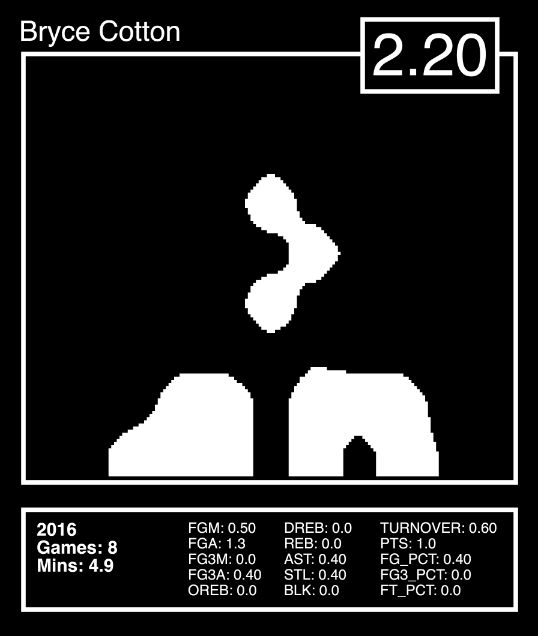 Bryce Cotton
2.20
2016
Games: 8
Mins: 4.9
FGM: 0.50
FGA: 1.3
FG3M: 0.0
FG3A: 0.40
OREB: 0.0
DREB: 0.0
REB: 0.0
AST: 0.40
STL: 0.40
BLK: 0.0
TURNOVER: 0.60
PTS: 1.0
FG_PCT: 0.40
FG3_PCT: 0.0
FT_PCT: 0.0